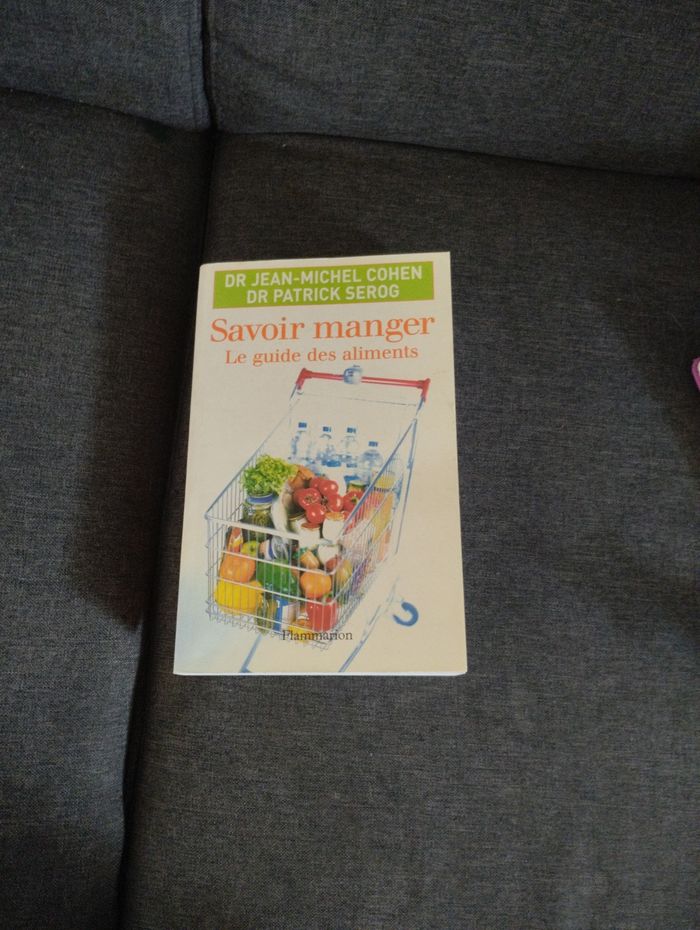 DR JEAN-MICHEL COHEN
DR PATRICK SEROG
Savoir manger
Le guide des aliments
Flammarion